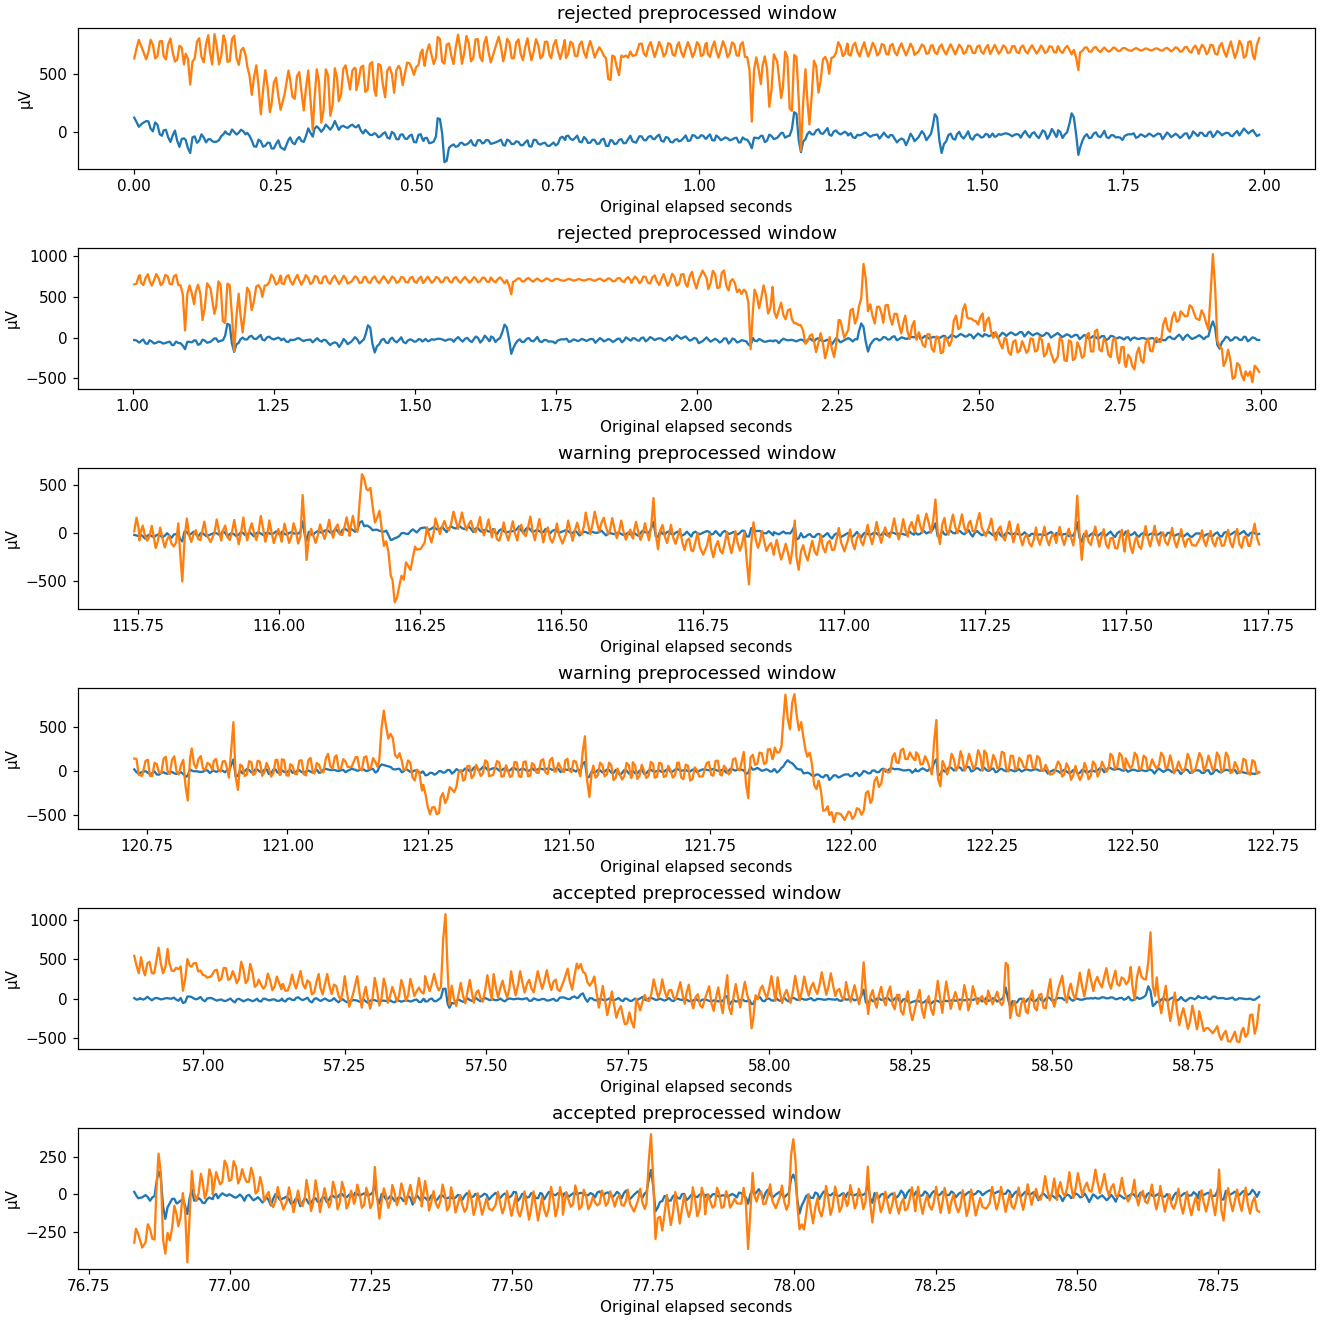 rejected preprocessed window
µV
500
0
0.00 0.25 0.50 0.75 1.00 1.25 1.50 1.75 2.00
Original elapsed seconds
rejected preprocessed window
µV
1000
500
0
−500
1.00 1.25 1.50 1.75 2.00 2.25 2.50 2.75 3.00
Original elapsed seconds
warning preprocessed window
µV
500
0
−500
115.75 116.00 116.25 116.50 116.75 117.00 117.25 117.50 117.75
Original elapsed seconds
warning preprocessed window
µV
500
0
−500
120.75 121.00 121.25 121.50 121.75 122.00 122.25 122.50 122.75
Original elapsed seconds
accepted preprocessed window
µV
1000
500
0
−500
57.00 57.25 57.50 57.75 58.00 58.25 58.50 58.75
Original elapsed seconds
accepted preprocessed window
µV
250
0
−250
76.75 77.00 77.25 77.50 77.75 78.00 78.25 78.50 78.75
Original elapsed seconds